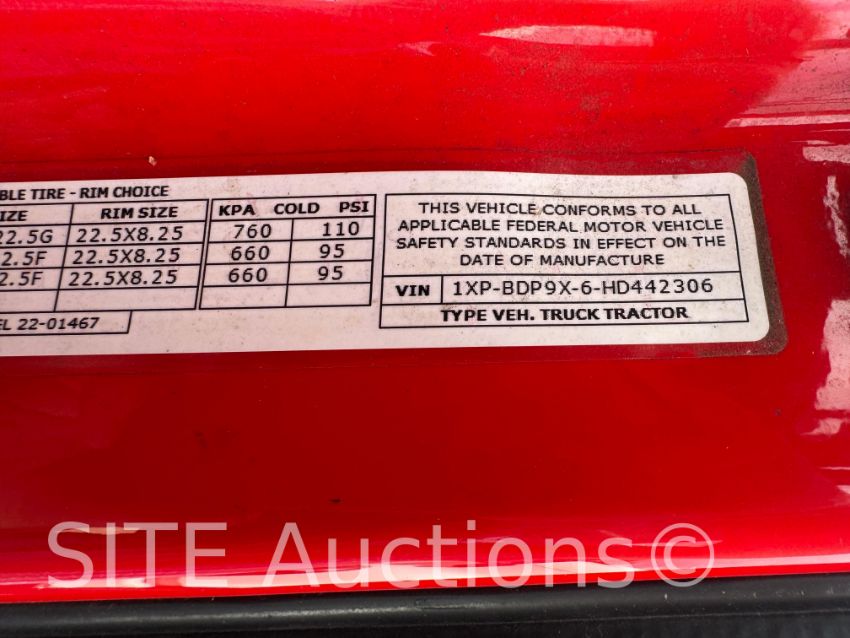 BLE TIRE - RIM CHOICE
IZE RIM SIZE KPA COLD PSI
22.5G 22.5X8.25 760 110
2.5F 22.5X8.25 660 95
2.5F 22.5X8.25 660 95
EL 22-01467
THIS VEHICLE CONFORMS TO ALL
APPLICABLE FEDERAL MOTOR VEHICLE
SAFETY STANDARDS IN EFFECT ON THE
DATE OF MANUFACTURE
VIN 1XP-BDP9X-6-HD442306
TYPE VEH. TRUCK TRACTOR
SITE Auctions©